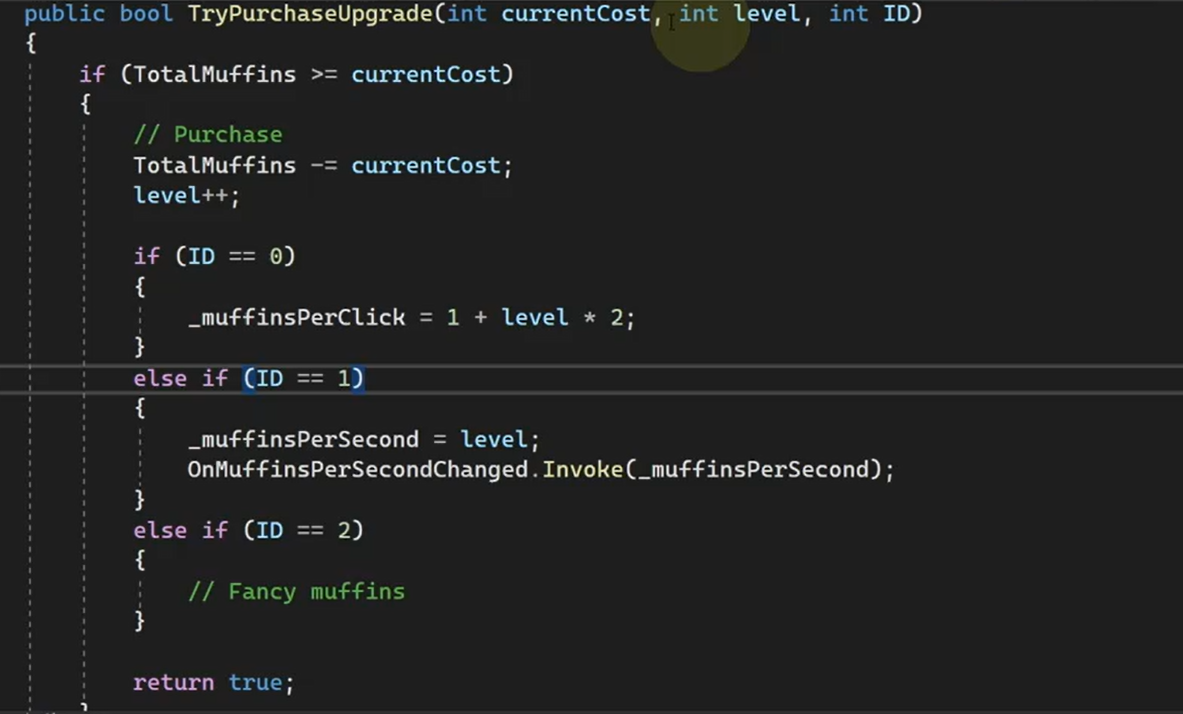 public bool TryPurchaseUpgrade(int currentCost, int level, int ID)
{
if (TotalMuffins >= currentCost)
{
// Purchase
TotalMuffins -= currentCost;
level++;
if (ID == 0)
{
_muffinsPerClick = 1 + level * 2;
}
else if (ID == 1)
{
_muffinsPerSecond = level;
OnMuffinsPerSecondChanged.Invoke(_muffinsPerSecond);
}
else if (ID == 2)
{
// Fancy muffins
}
return true;
}